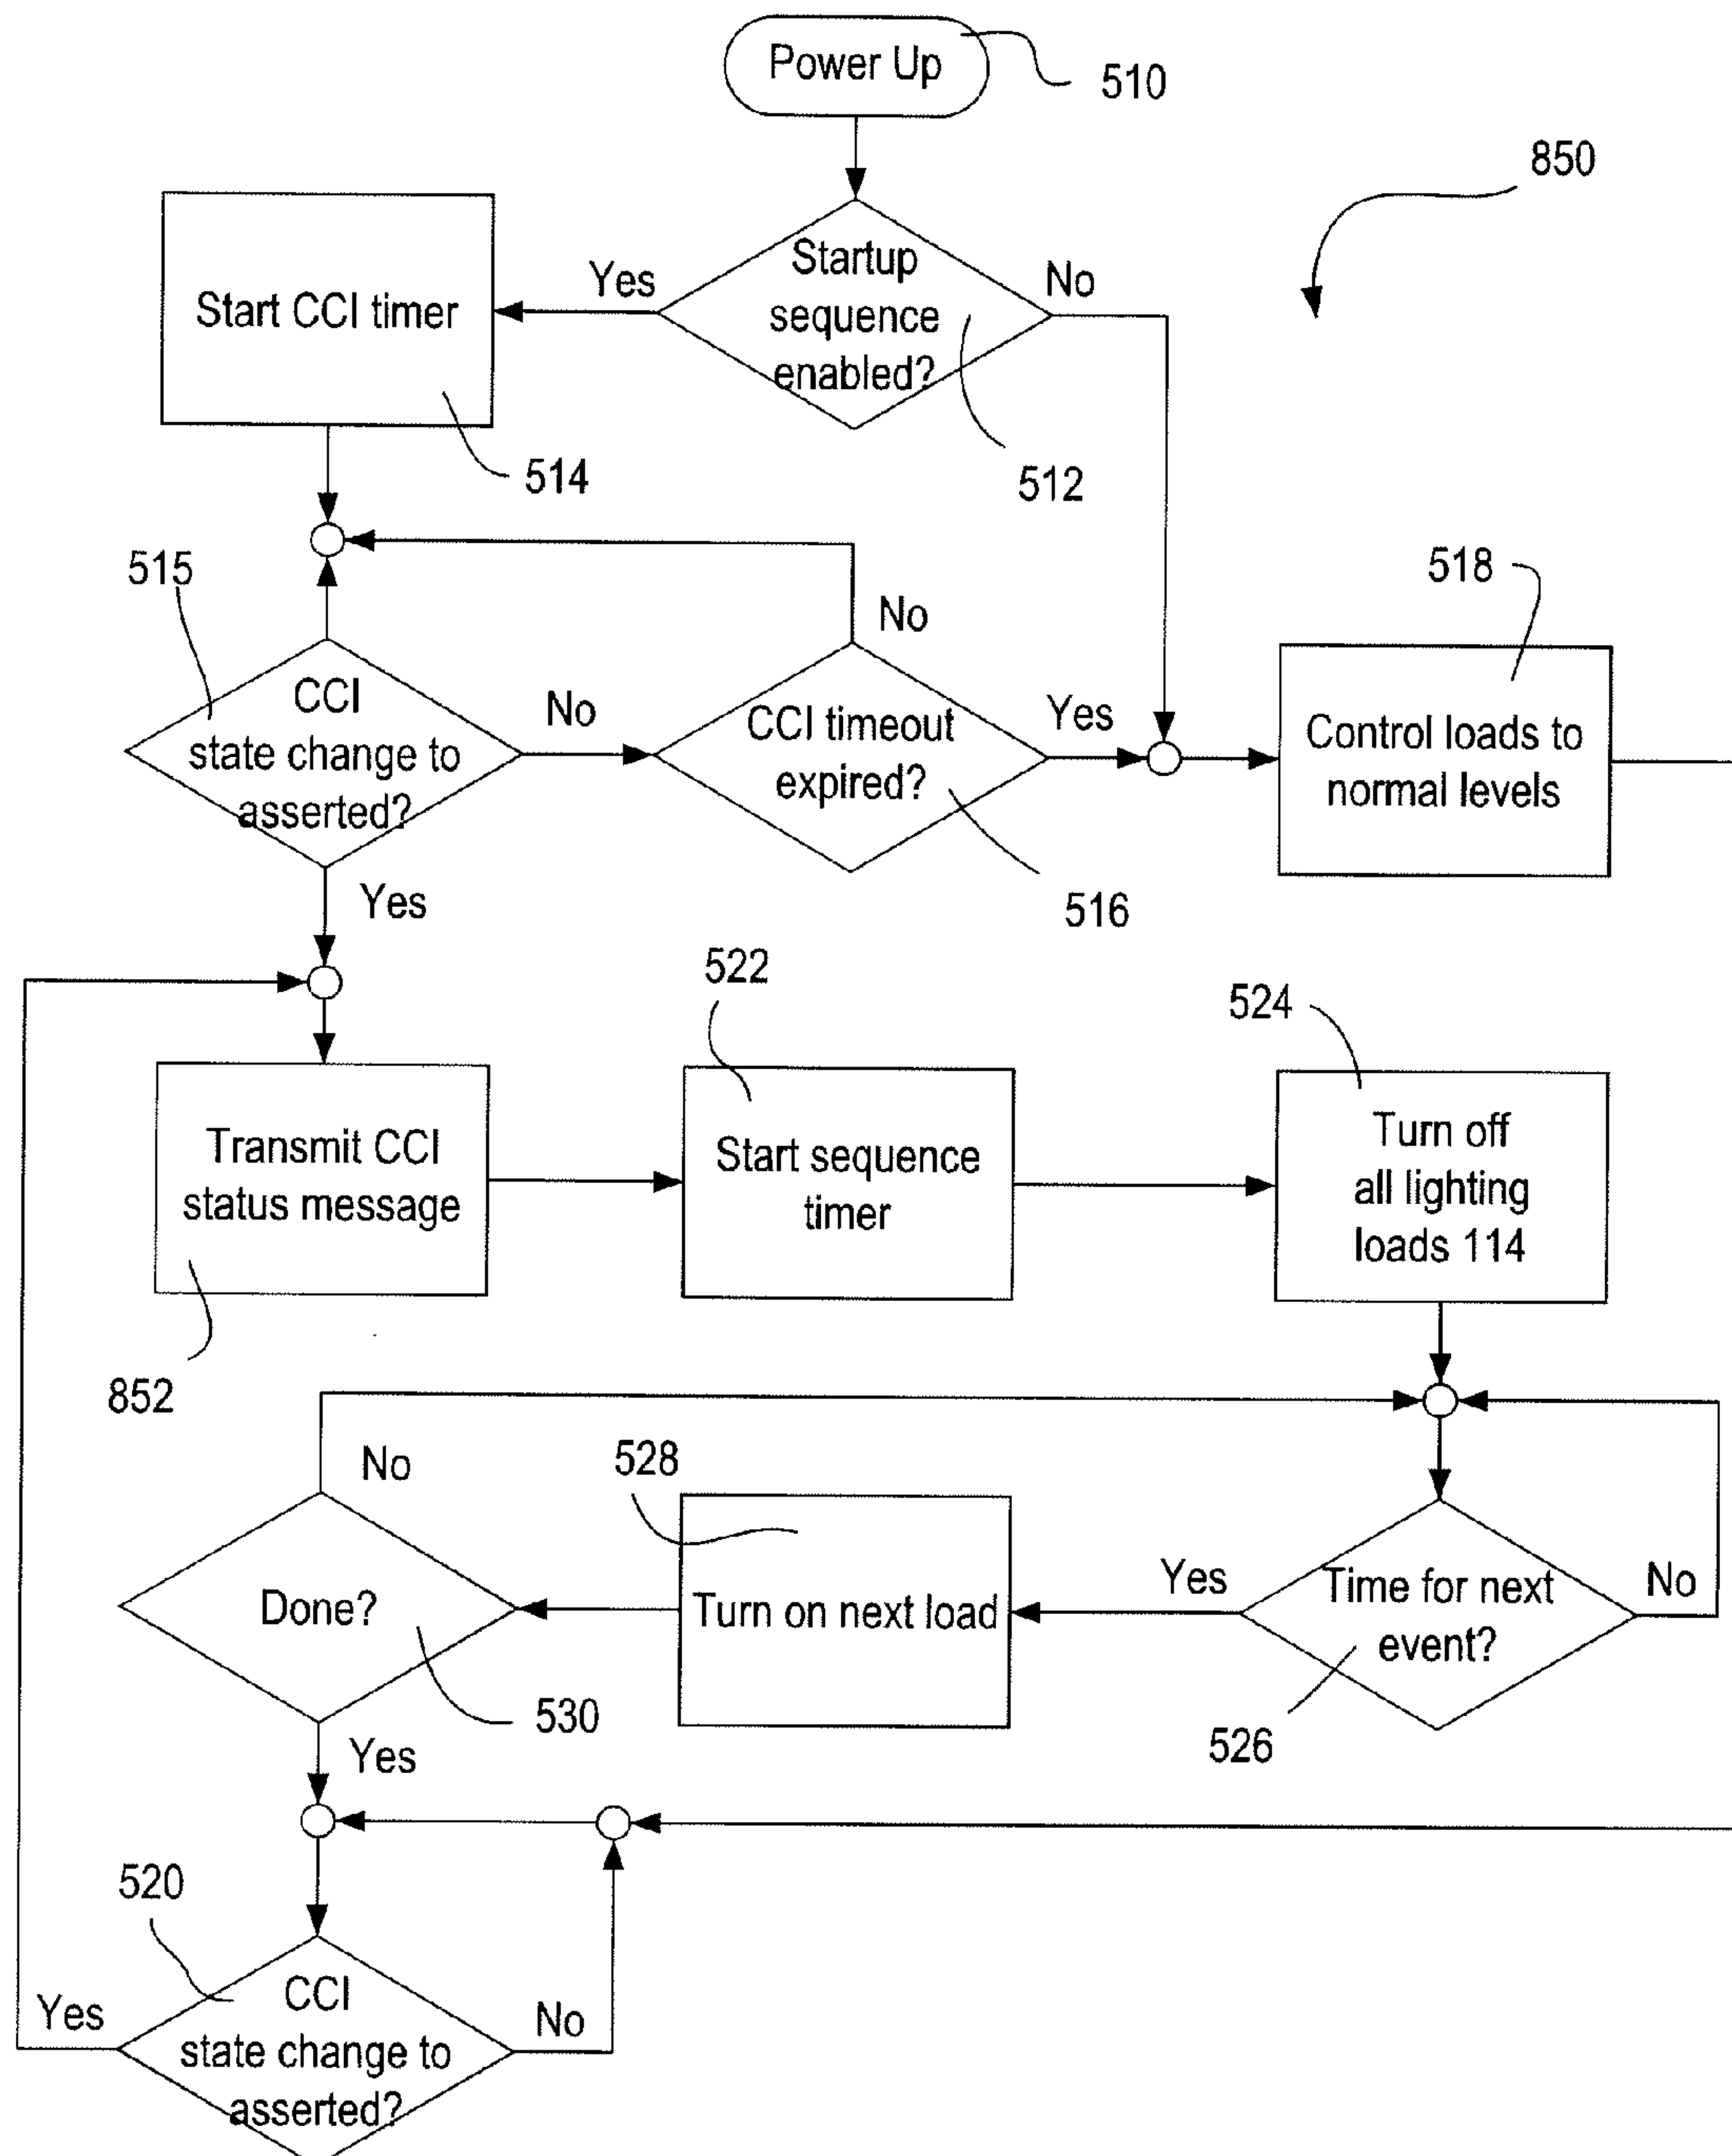 Power Up
510
850
Startup
sequence
enabled?
Yes
No
512
Start CCI timer
514
515
CCI
state change to
asserted?
No
Yes
CCI timeout
expired?
No
Yes
516
518
Control loads to
normal levels
Transmit CCI
status message
852
522
Start sequence
timer
524
Turn off
all lighting
loads 114
Time for next
event?
Yes
No
526
528
Turn on next load
Done?
No
Yes
530
520
CCI
state change to
asserted?
Yes
No